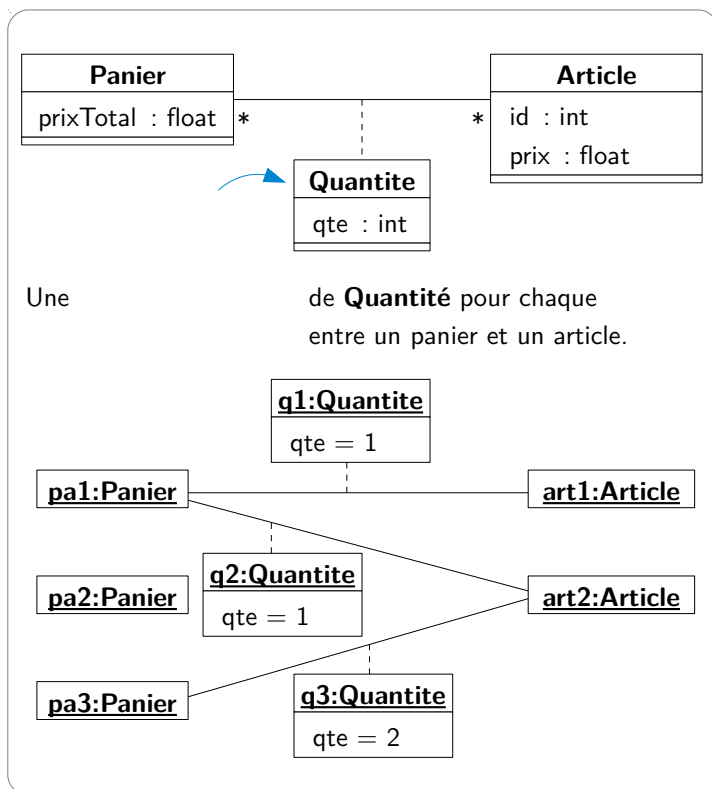 Panier
prixTotal : float
*
*
Article
id : int
prix : float
Quantite
qte : int
Une de Quantité pour chaque
entre un panier et un article.
q1:Quantite
qte = 1
pa1:Panier
art1:Article
q2:Quantite
qte = 1
pa2:Panier
art2:Article
q3:Quantite
qte = 2
pa3:Panier